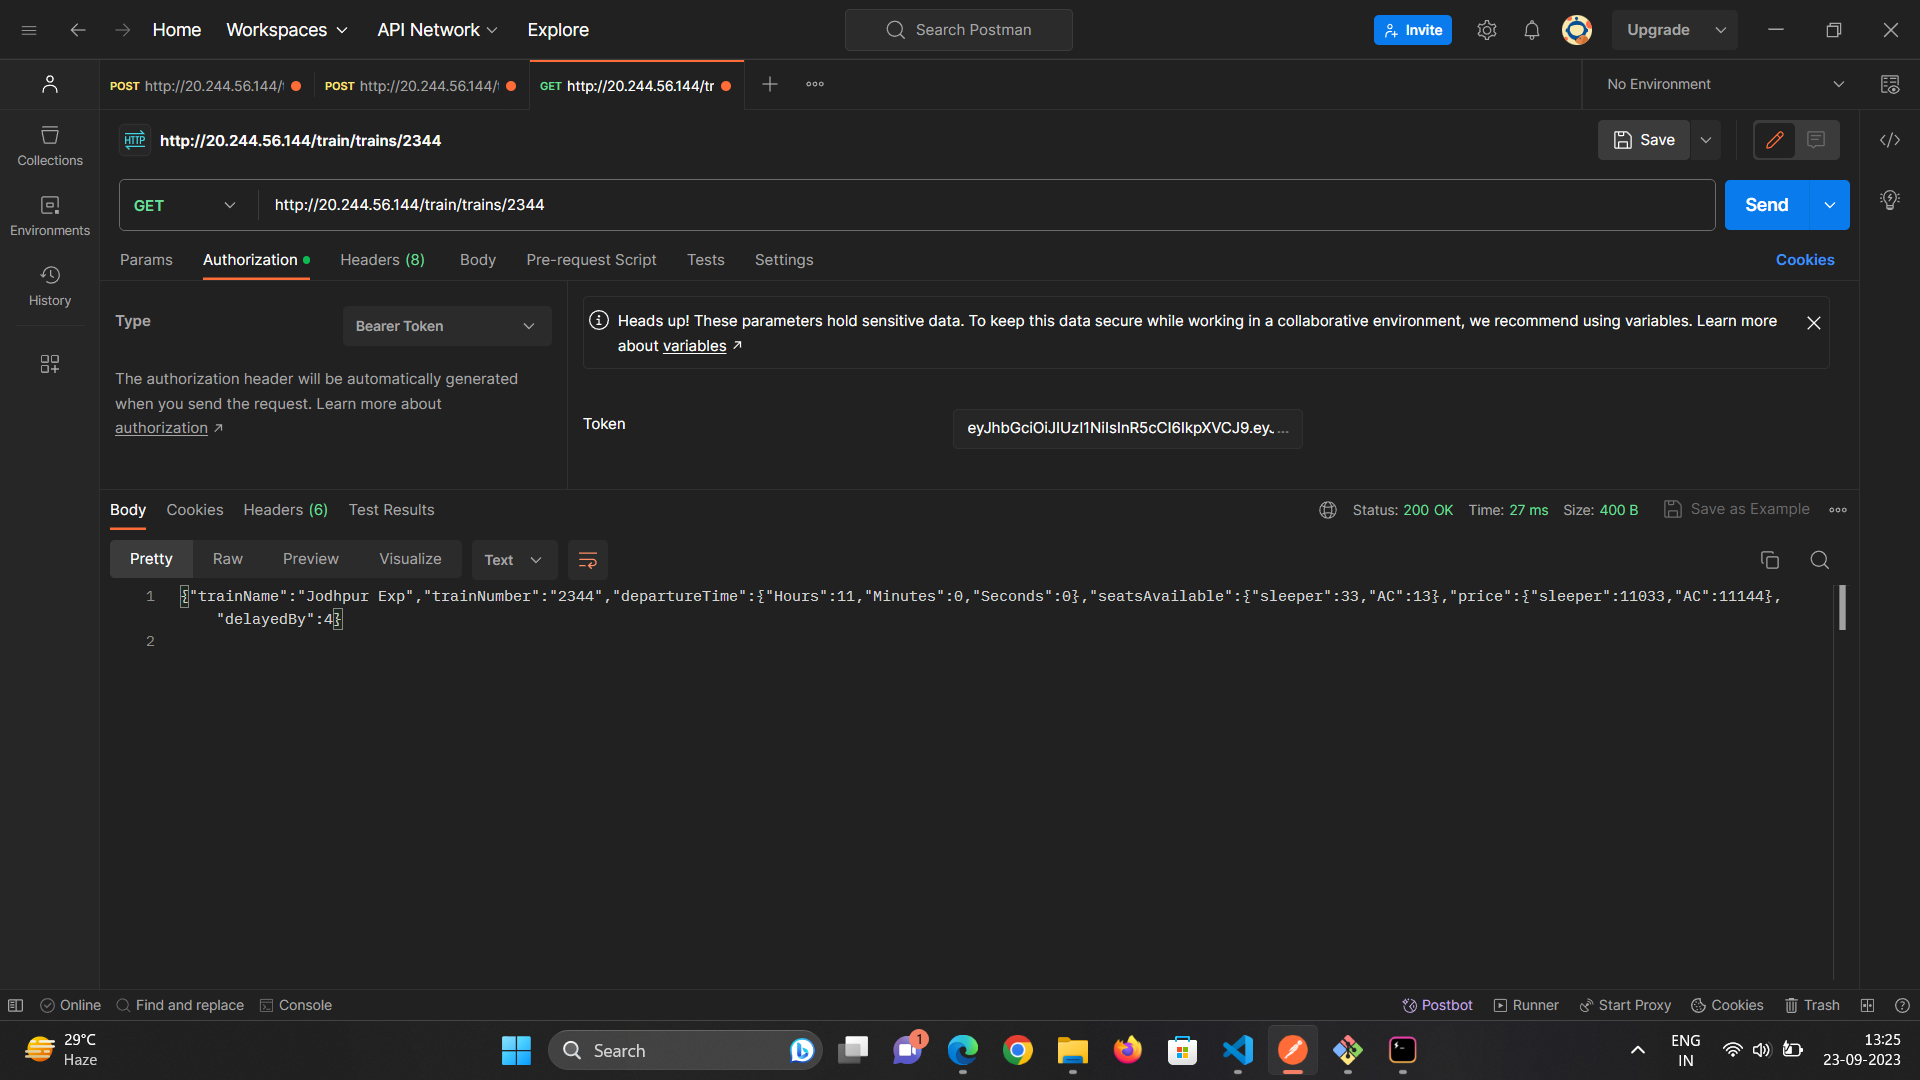 Home Workspaces API Network Explore Search Postman Invite Upgrade
POST http://20.244.56.144/ POST http://20.244.56.144/ GET http://20.244.56.144/tr No Environment
HTTP http://20.244.56.144/train/trains/2344 Save
Collections
GET http://20.244.56.144/train/trains/2344 Send
Environments
Params Authorization Headers (8) Body Pre-request Script Tests Settings Cookies
History
Type Bearer Token
Heads up! These parameters hold sensitive data. To keep this data secure while working in a collaborative environment, we recommend using variables. Learn more
about variables ↗
The authorization header will be automatically generated
when you send the request. Learn more about
authorization ↗
Token eyJhbGciOiJIUzI1NiIsInR5cCI6IkpXVCJ9.eyJ...
Body Cookies Headers (6) Test Results Status: 200 OK Time: 27 ms Size: 400 B Save as Example
Pretty Raw Preview Visualize Text
1 {"trainName":"Jodhpur Exp","trainNumber":"2344","departureTime":{"Hours":11,"Minutes":0,"Seconds":0},"seatsAvailable":{"sleeper":33,"AC":13},"price":{"sleeper":11033,"AC":11144},
"delayedBy":4}
2
Online Find and replace Console Postbot Runner Start Proxy Cookies Trash
29°C
Haze
Search
1
ENG
IN
13:25
23-09-2023